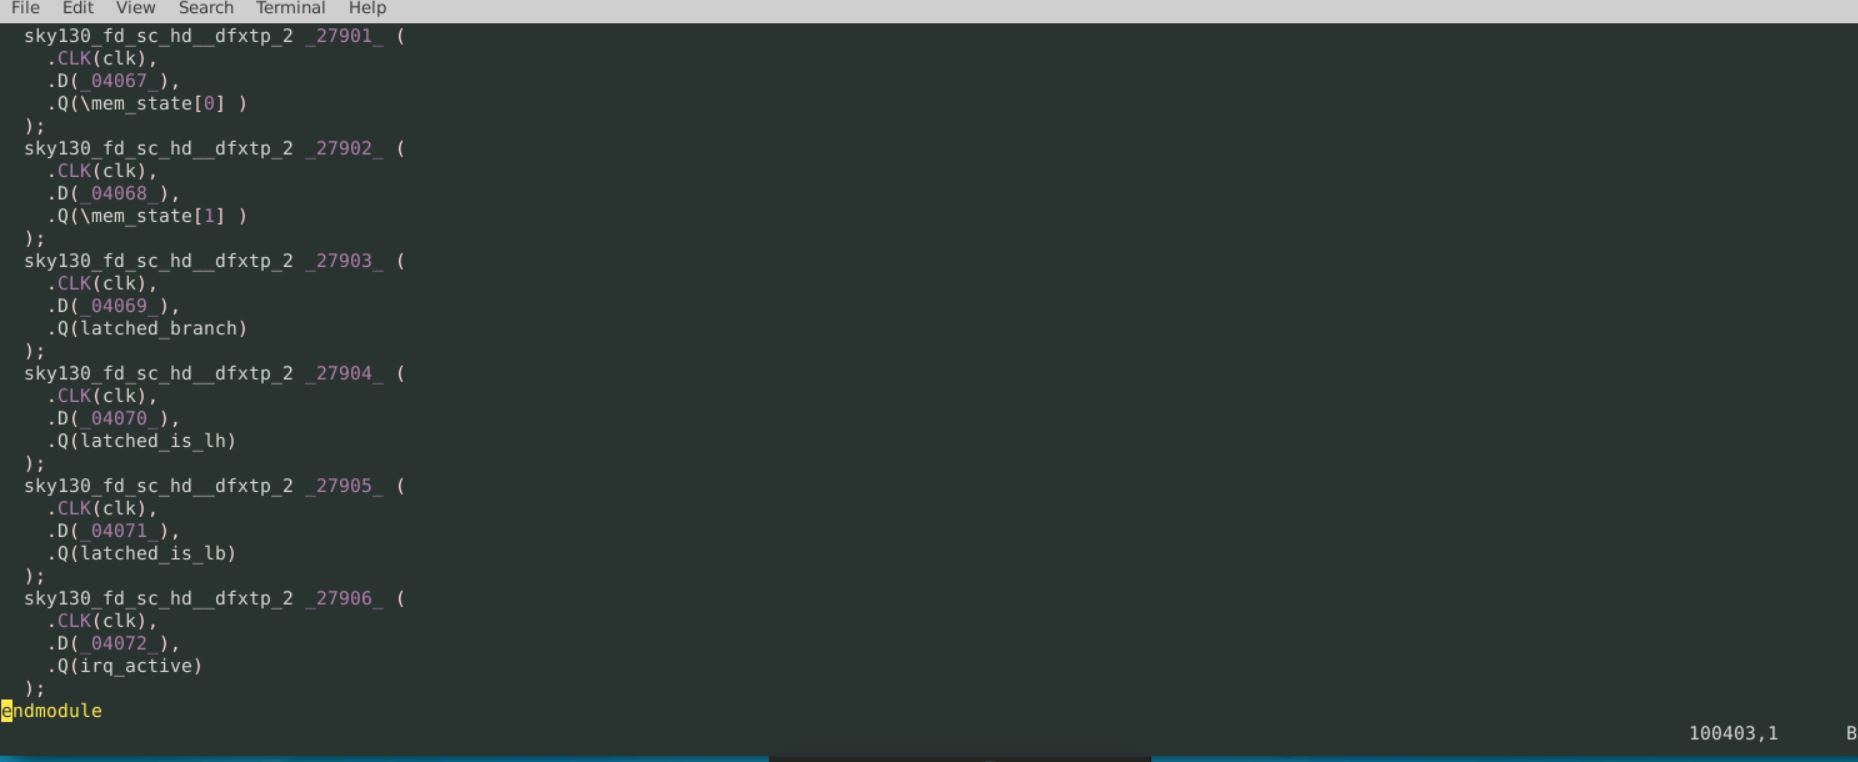 File Edit View Search Terminal Help
sky130_fd_sc_hd__dfxtp_2 _27901_ (
.CLK(clk),
.D(_04067_),
.Q(\mem_state[0] )
);
sky130_fd_sc_hd__dfxtp_2 _27902_ (
.CLK(clk),
.D(_04068_),
.Q(\mem_state[1] )
);
sky130_fd_sc_hd__dfxtp_2 _27903_ (
.CLK(clk),
.D(_04069_),
.Q(latched_branch)
);
sky130_fd_sc_hd__dfxtp_2 _27904_ (
.CLK(clk),
.D(_04070_),
.Q(latched_is_lh)
);
sky130_fd_sc_hd__dfxtp_2 _27905_ (
.CLK(clk),
.D(_04071_),
.Q(latched_is_lb)
);
sky130_fd_sc_hd__dfxtp_2 _27906_ (
.CLK(clk),
.D(_04072_),
.Q(irq_active)
);
endmodule
100403,1 B